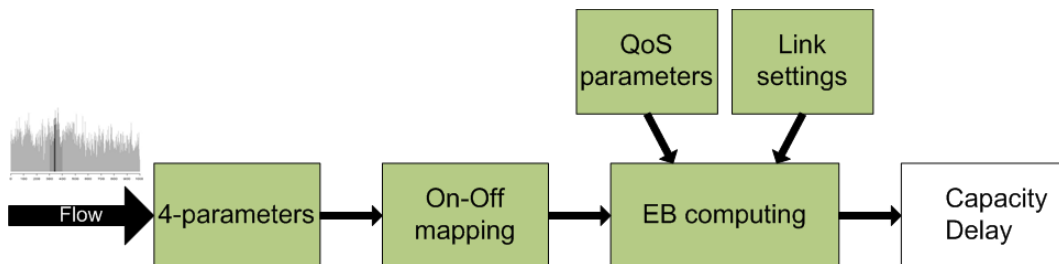 QoS
parameters
Link
settings
Flow
4-parameters
On-Off
mapping
EB computing
Capacity
Delay